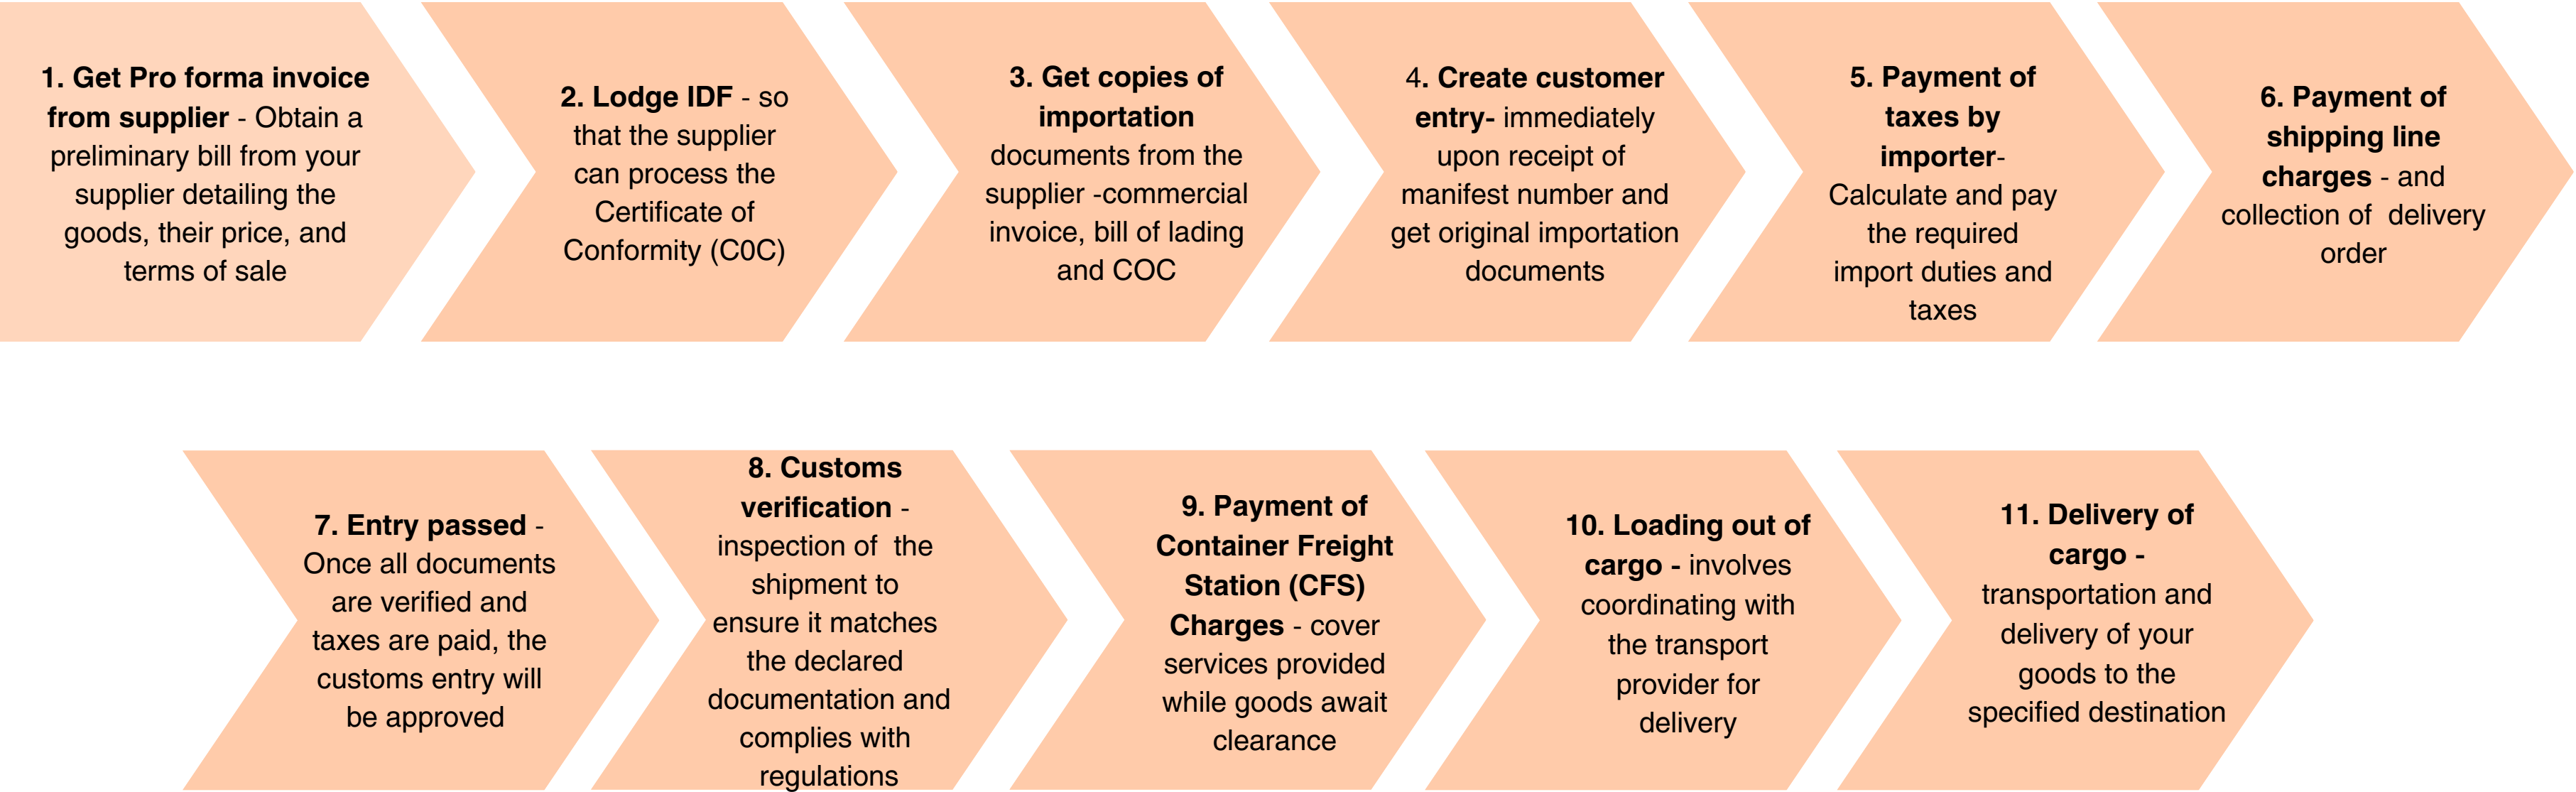 1. Get Pro forma invoice
from supplier - Obtain a
preliminary bill from your
supplier detailing the
goods, their price, and
terms of sale
2. Lodge IDF - so
that the supplier
can process the
Certificate of
Conformity (C0C)
3. Get copies of
importation
documents from the
supplier -commercial
invoice, bill of lading
and COC
4. Create customer
entry- immediately
upon receipt of
manifest number and
get original importation
documents
5. Payment of
taxes by
importer-
Calculate and pay
the required
import duties and
taxes
6. Payment of
shipping line
charges - and
collection of  delivery
order
7. Entry passed -
Once all documents
are verified and
taxes are paid, the
customs entry will
be approved
8. Customs
verification -
inspection of  the
shipment to
ensure it matches
the declared
documentation and
complies with
regulations
9. Payment of
Container Freight
Station (CFS)
Charges - cover
services provided
while goods await
clearance
10. Loading out of
cargo - involves
coordinating with
the transport
provider for
delivery
11. Delivery of
cargo -
transportation and
delivery of your
goods to the
specified destination